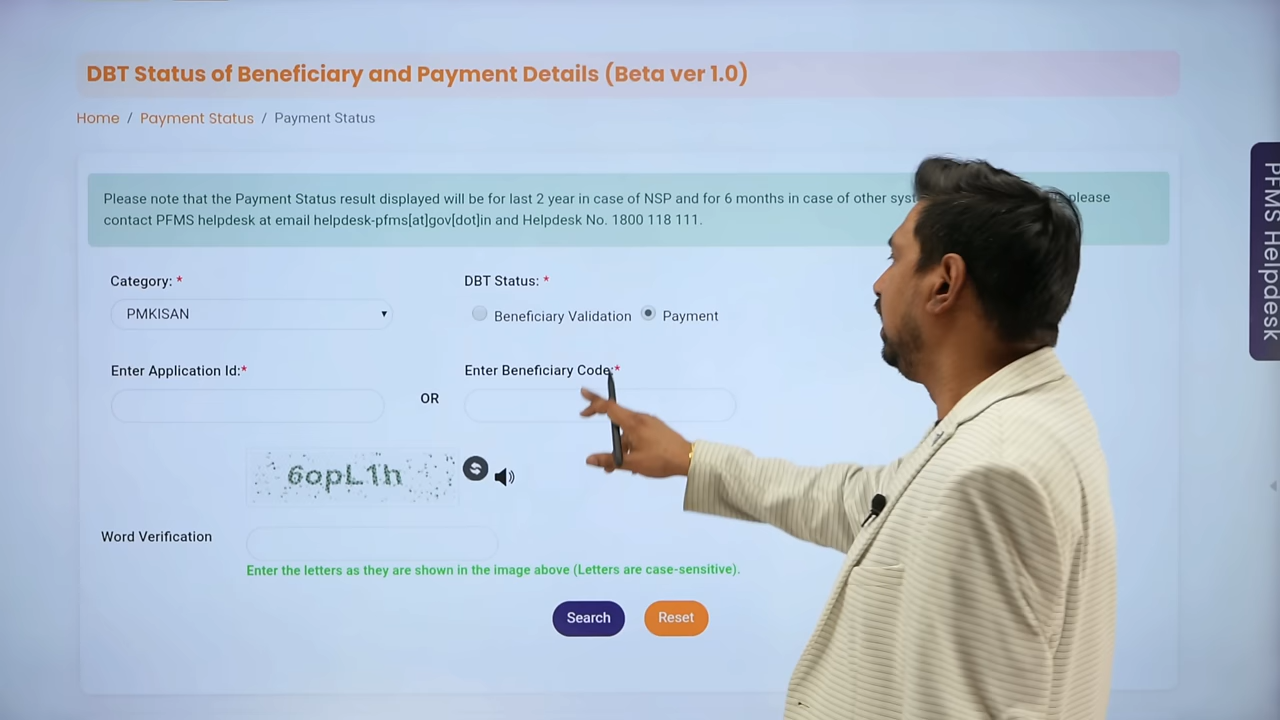 DBT Status of Beneficiary and Payment Details (Beta ver 1.0)
Home / Payment Status / Payment Status
Please note that the Payment Status result displayed will be for last 2 year in case of NSP and for 6 months in case of other please
contact PFMS helpdesk at email helpdesk-pfms[at]gov[dot]in and Helpdesk No. 1800 118 111.
Category: * DBT Status: *
PMKISAN Beneficiary Validation Payment
Enter Application Id:* Enter Beneficiary Code:*
OR
6opL1h
Word Verification
Enter the letters as they are shown in the image above (Letters are case-sensitive).
Search Reset
PFMS Helpdesk